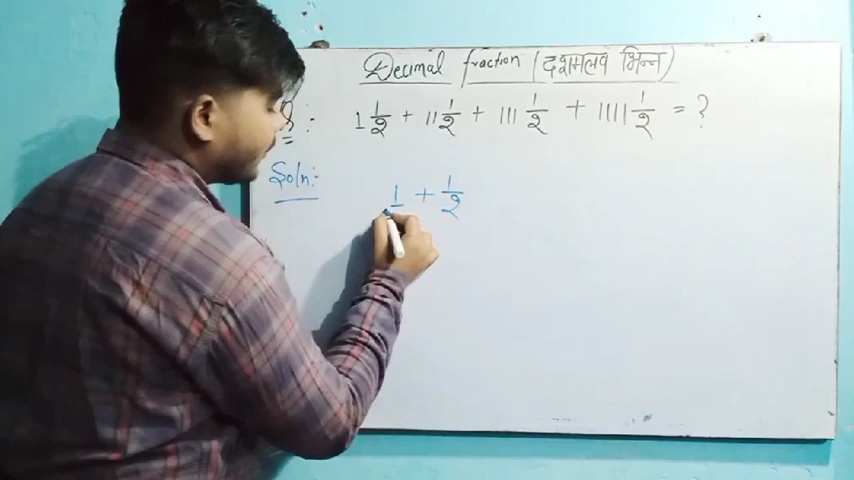 Decimal fraction (दशमलव भिन्न)
Q:- 1 1/2 + 11 1/2 + 111 1/2 + 1111 1/2 = ?
Soln:-
1 + 1/2